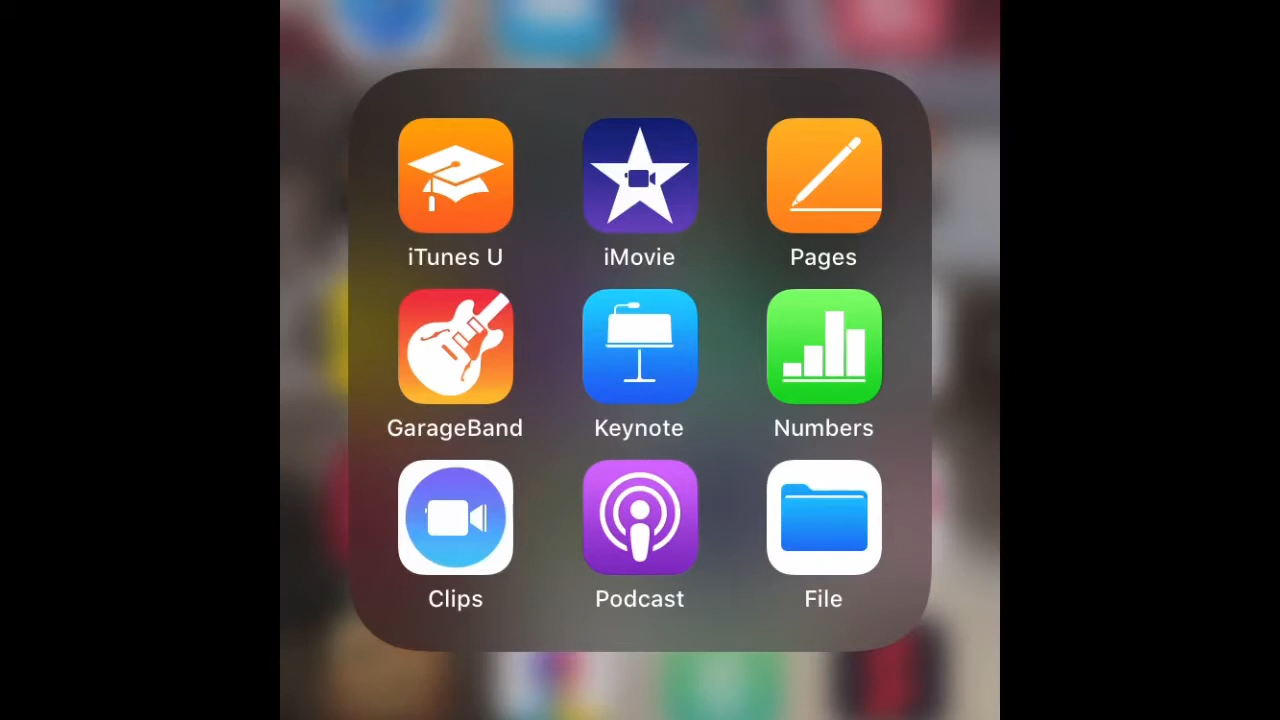 iTunes U
iMovie
Pages
GarageBand
Keynote
Numbers
Clips
Podcast
File